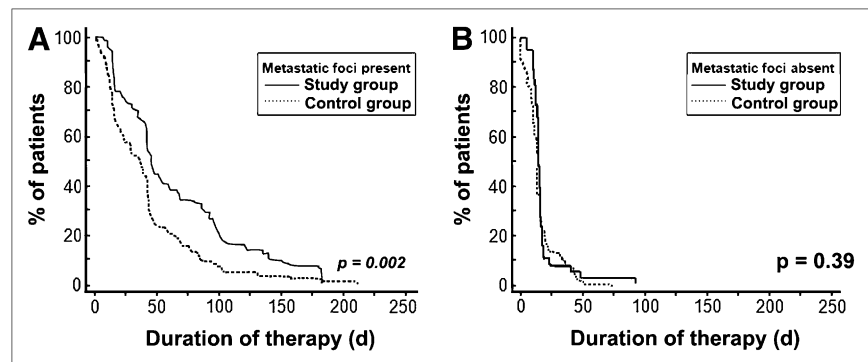 A
B
Metastatic foci present
Study group
Control group
Metastatic foci absent
Study group
Control group
% of patients
100
80
60
40
20
0
p = 0.002
0 50 100 150 200 250
Duration of therapy (d)
% of patients
100
80
60
40
20
0
p = 0.39
0 50 100 150 200 250
Duration of therapy (d)